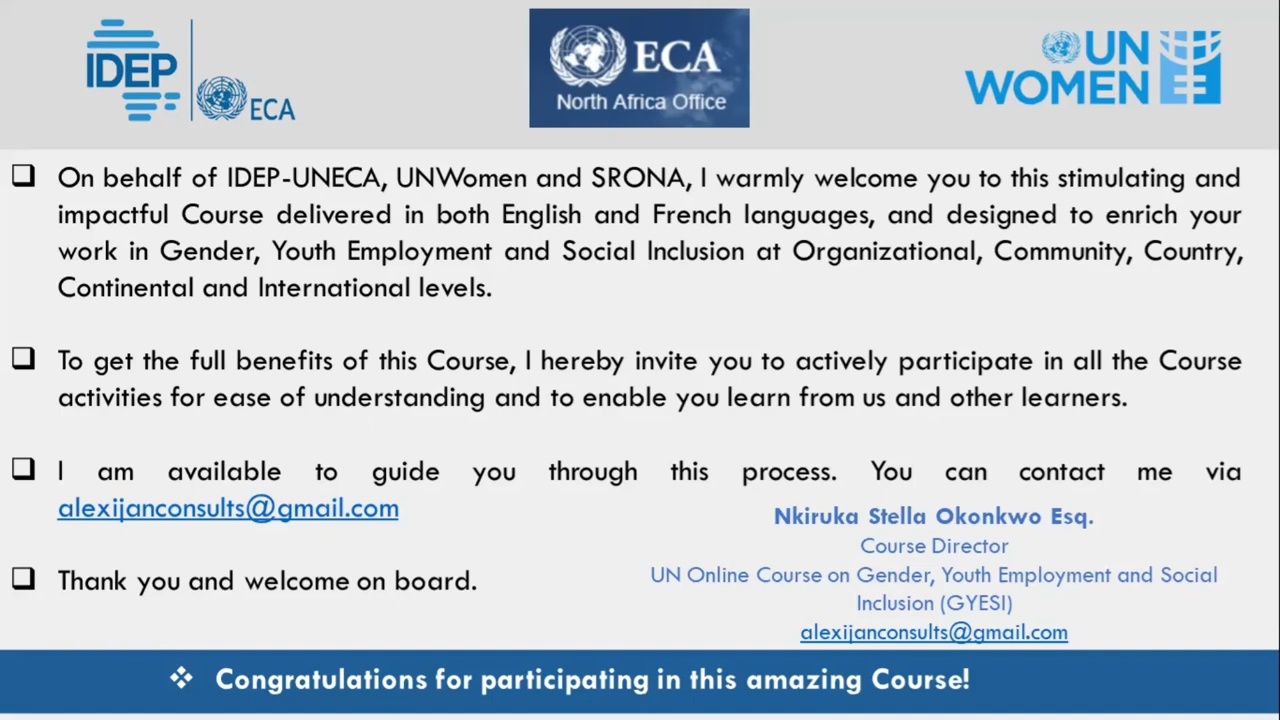 IDEP
ECA
ECA
North Africa Office
UN
WOMEN
On behalf of IDEP-UNECA, UNWomen and SRONA, I warmly welcome you to this stimulating and
impactful Course delivered in both English and French languages, and designed to enrich your
work in Gender, Youth Employment and Social Inclusion at Organizational, Community, Country,
Continental and International levels.
To get the full benefits of this Course, I hereby invite you to actively participate in all the Course
activities for ease of understanding and to enable you learn from us and other learners.
I am available to guide you through this process. You can contact me via
alexijanconsults@gmail.com
Thank you and welcome on board.
Nkiruka Stella Okonkwo Esq.
Course Director
UN Online Course on Gender, Youth Employment and Social
Inclusion (GYESI)
alexijanconsults@gmail.com
Congratulations for participating in this amazing Course!